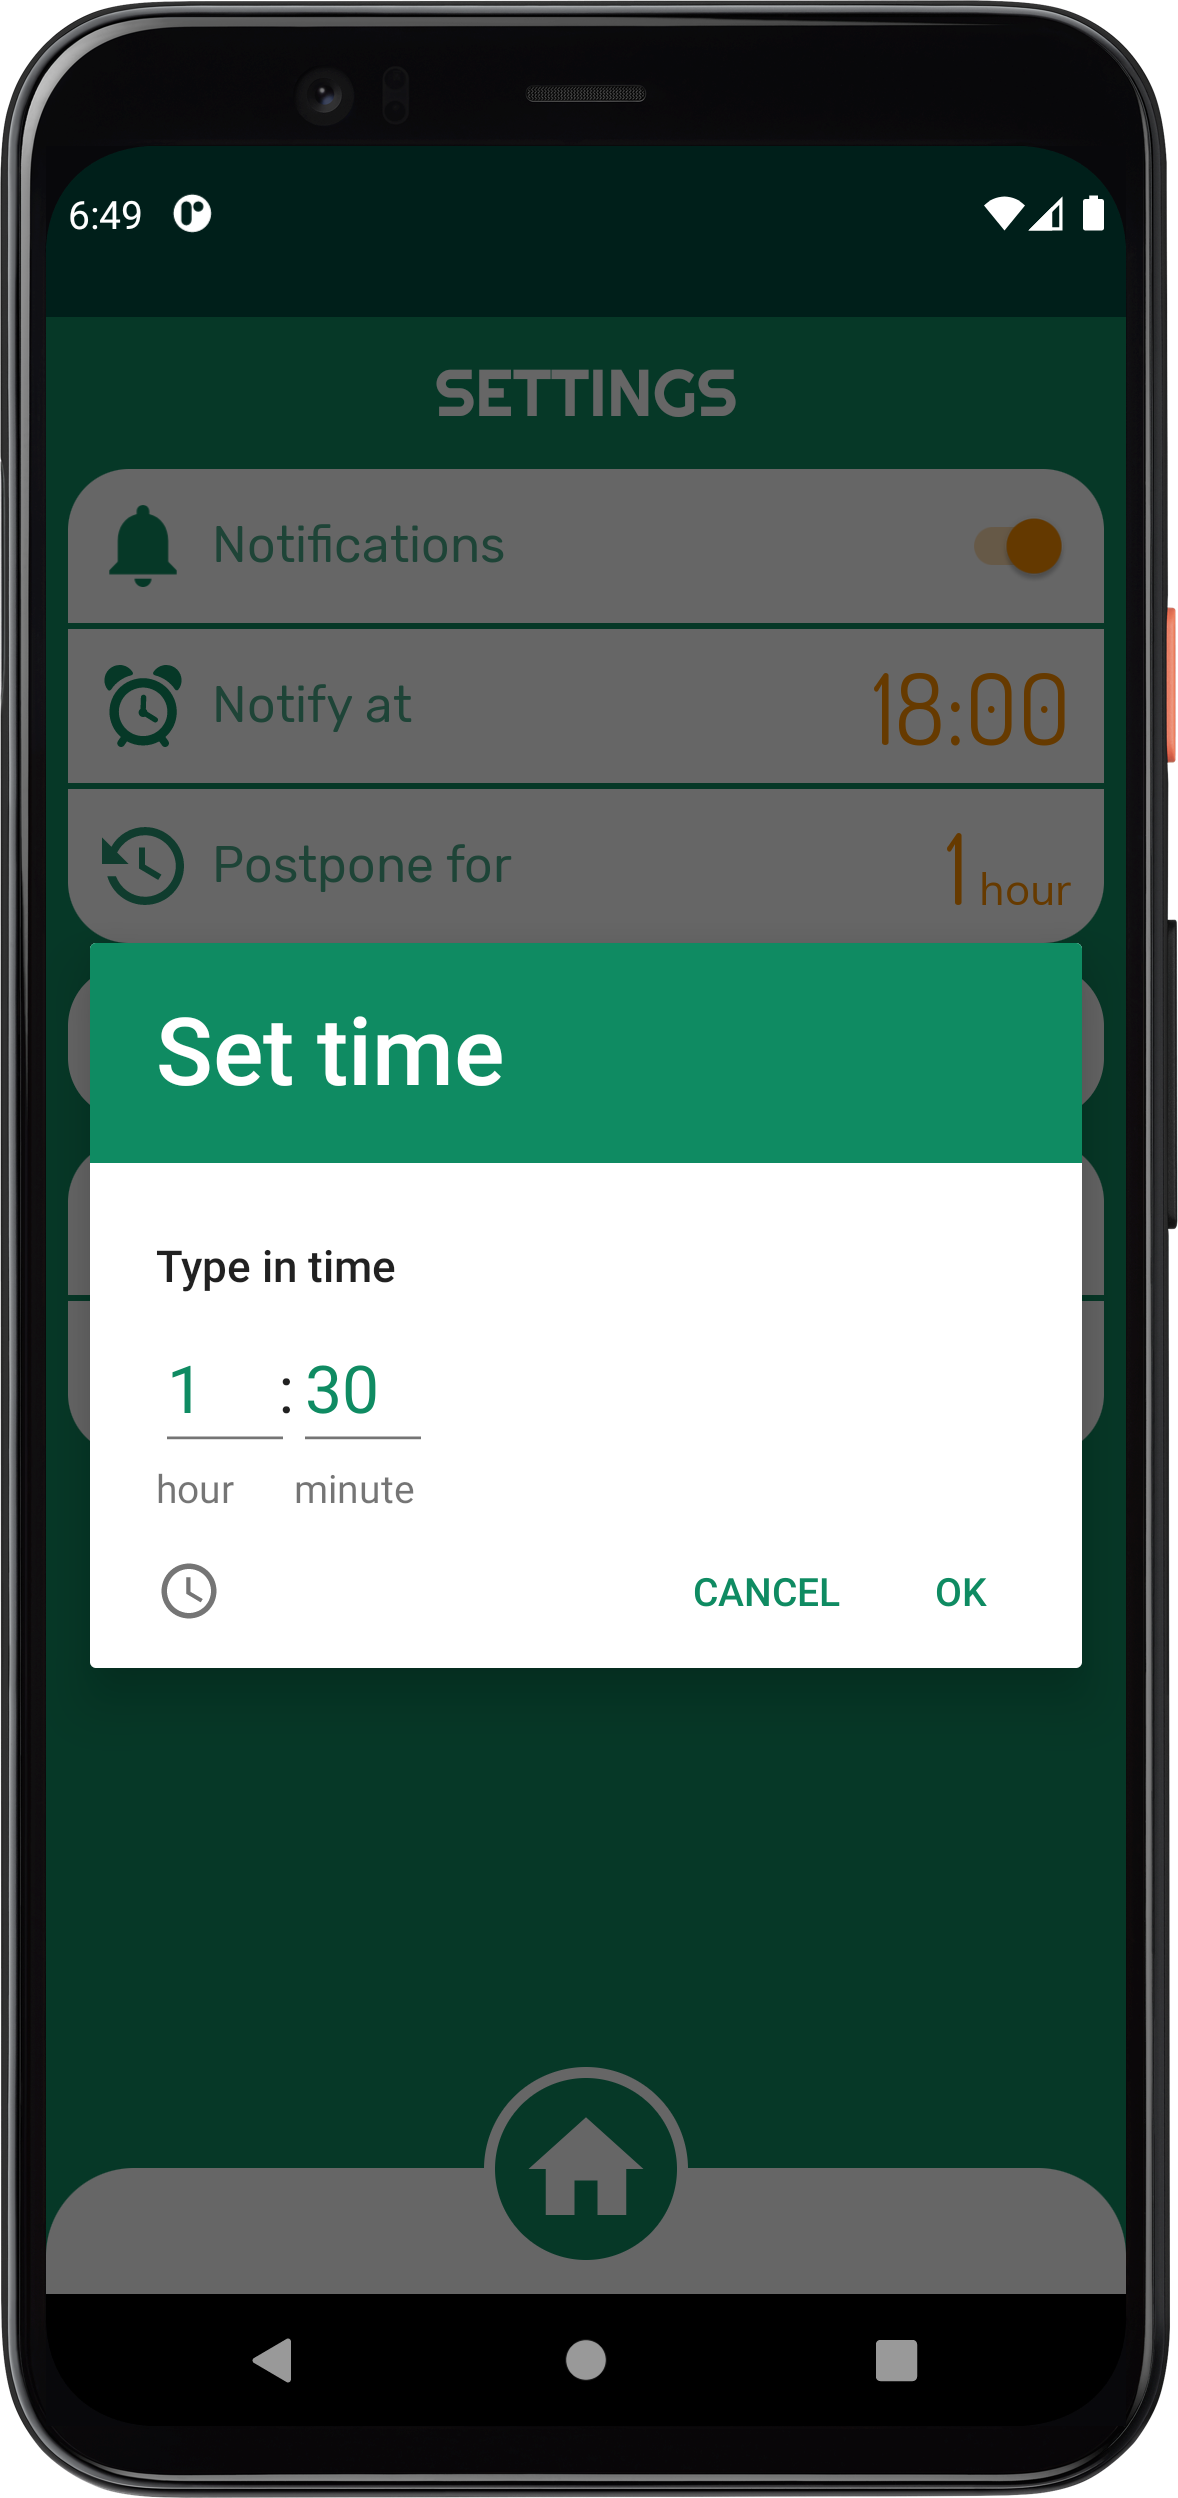 6:49
SETTINGS
Notifications
Notify at 18:00
Postpone for 1 hour
Set time
Type in time
1 : 30
hour minute
CANCEL OK